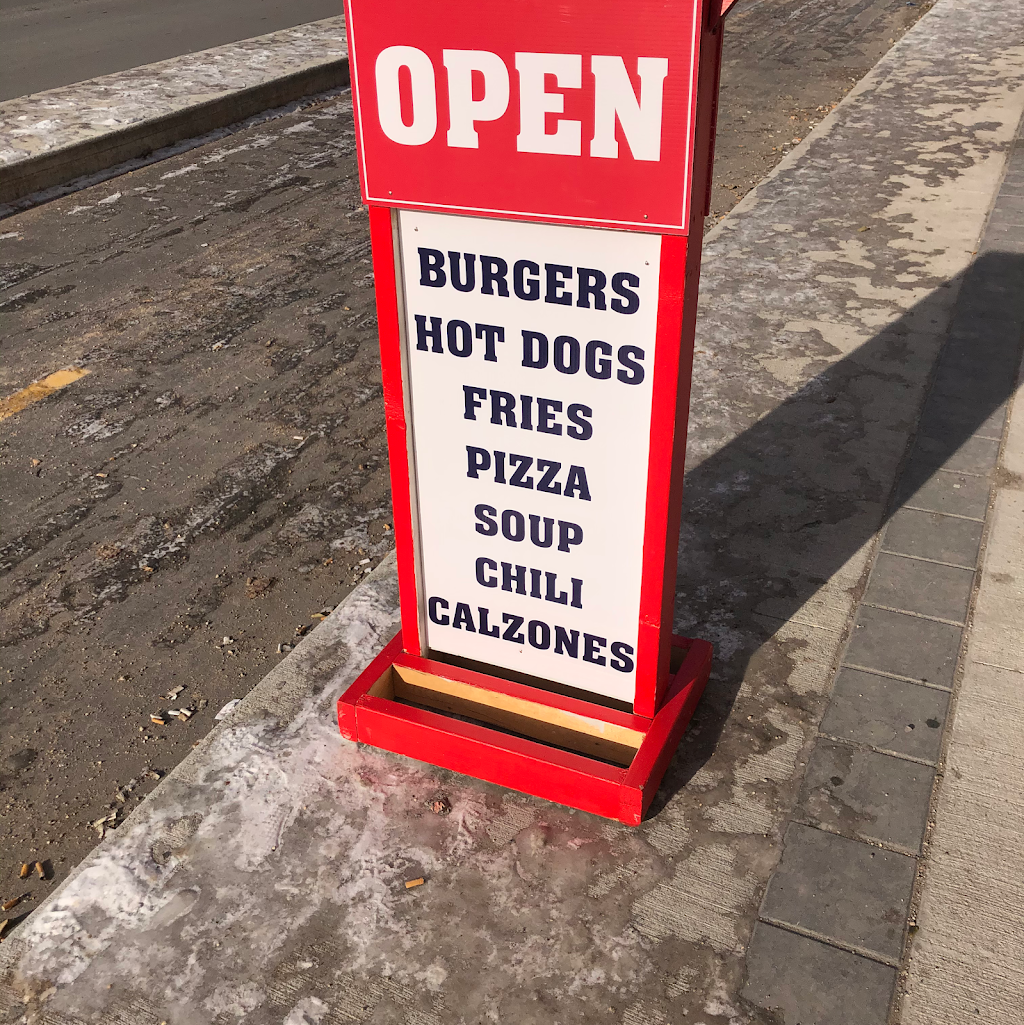 OPEN
BURGERS
HOT DOGS
FRIES
PIZZA
SOUP
CHILI
CALZONES